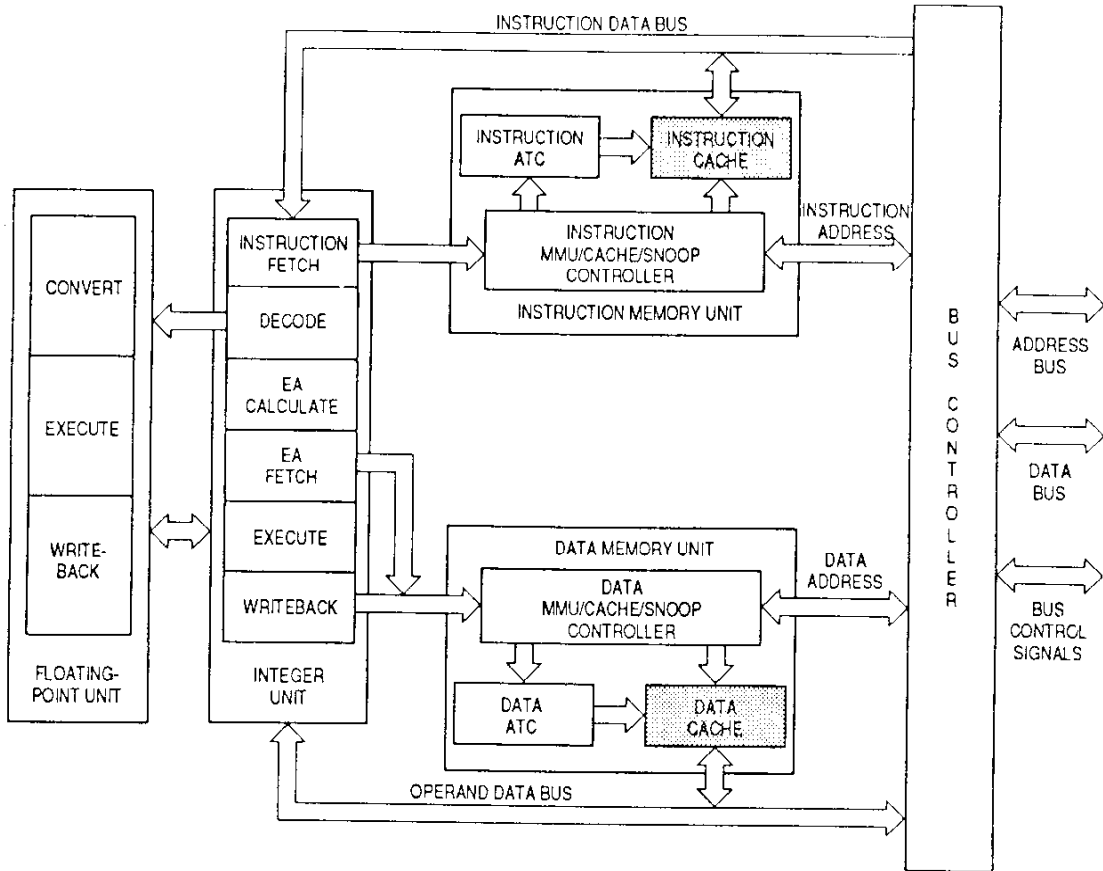 INSTRUCTION DATA BUS
INSTRUCTION
ATC
INSTRUCTION
CACHE
INSTRUCTION
MMU/CACHE/SNOOP
CONTROLLER
INSTRUCTION MEMORY UNIT
INSTRUCTION
ADDRESS
CONVERT
EXECUTE
WRITE-
BACK
FLOATING-
POINT UNIT
INSTRUCTION
FETCH
DECODE
EA
CALCULATE
EA
FETCH
EXECUTE
WRITEBACK
INTEGER
UNIT
DATA MEMORY UNIT
DATA
MMU/CACHE/SNOOP
CONTROLLER
DATA
ATC
DATA
CACHE
DATA
ADDRESS
OPERAND DATA BUS
BUS CONTROLLER
ADDRESS
BUS
DATA
BUS
BUS
CONTROL
SIGNALS